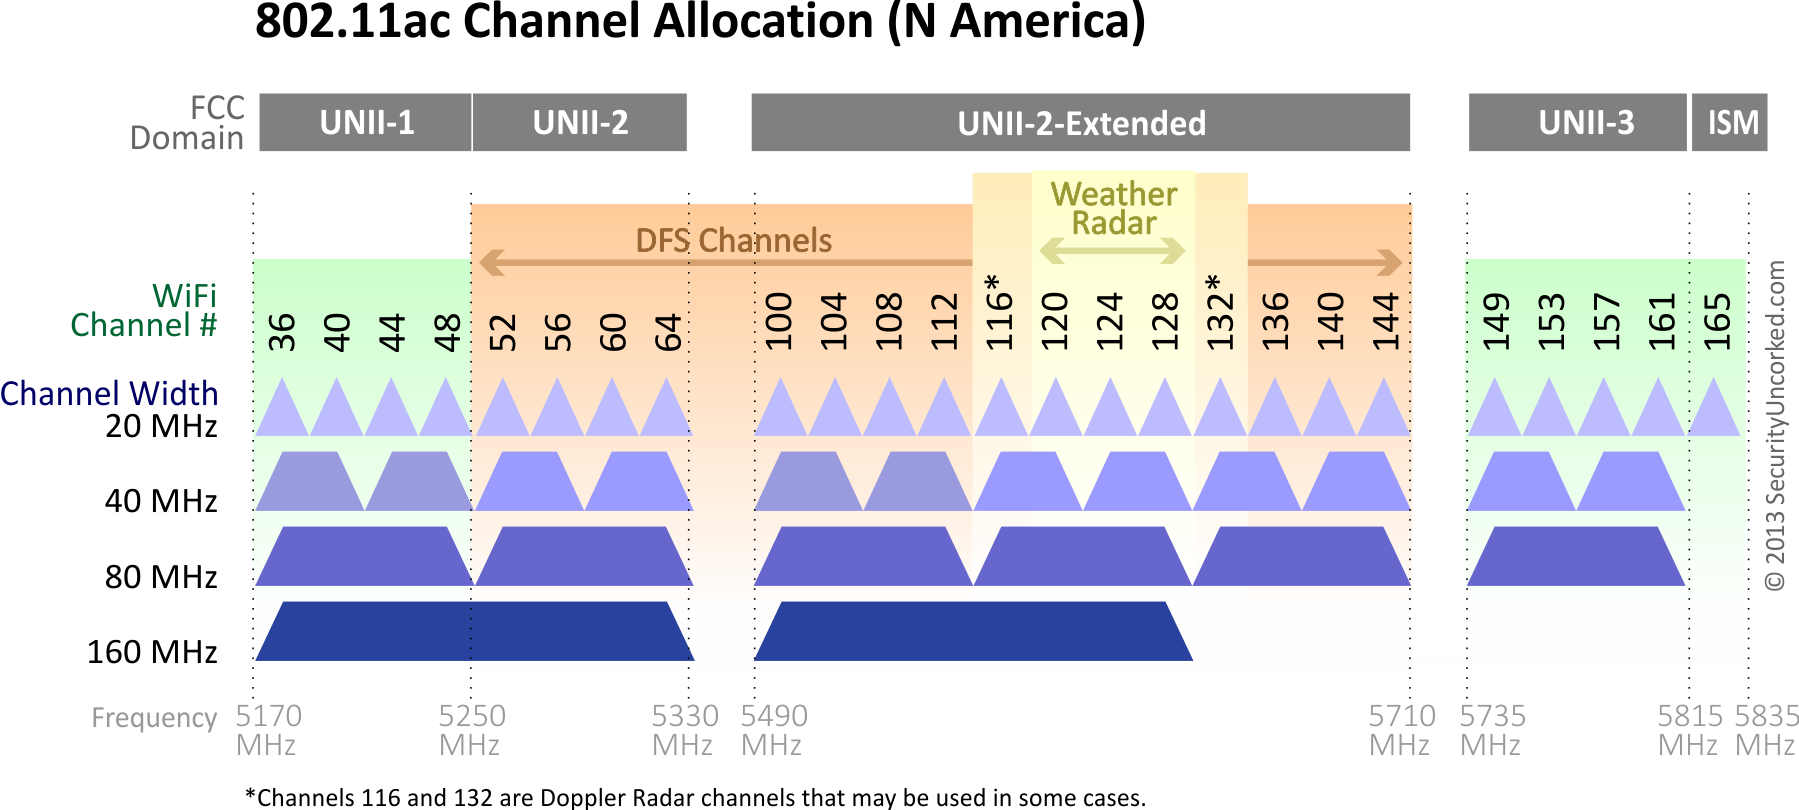 802.11ac Channel Allocation (N America)
FCC
Domain
UNII-1
UNII-2
UNII-2-Extended
UNII-3
ISM
Weather
Radar
DFS Channels
WiFi
Channel #
36
40
44
48
52
56
60
64
100
104
108
112
116*
120
124
128
132*
136
140
144
149
153
157
161
165
Channel Width
20 MHz
40 MHz
80 MHz
160 MHz
Frequency
5170
MHz
5250
MHz
5330
MHz
5490
MHz
5710
MHz
5735
MHz
5815
MHz
5835
MHz
*Channels 116 and 132 are Doppler Radar channels that may be used in some cases.
© 2013 SecurityUncorked.com